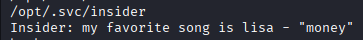 /opt/.svc/insider
Insider: my favorite song is lisa - "money"